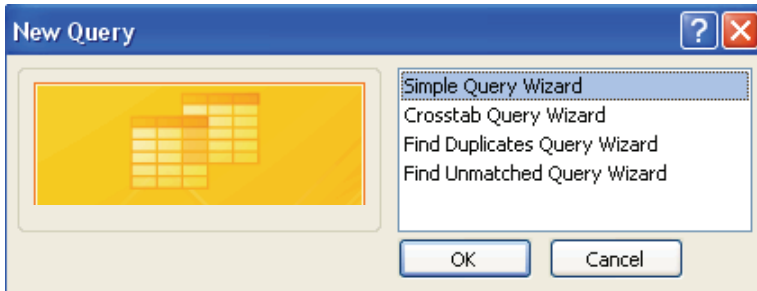 New Query
Simple Query Wizard
Crosstab Query Wizard
Find Duplicates Query Wizard
Find Unmatched Query Wizard
OK
Cancel